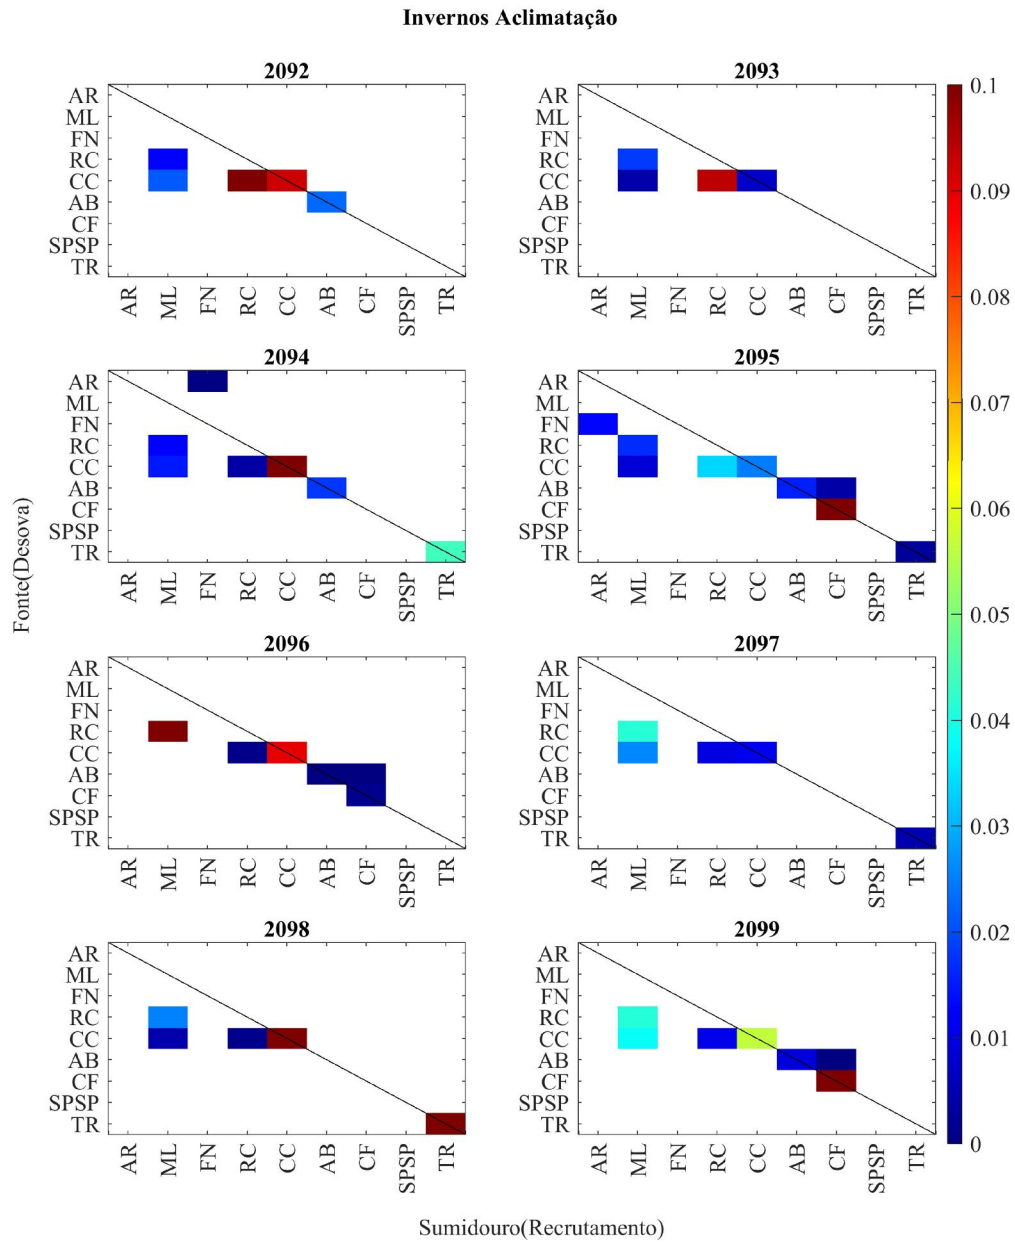 Invernos Aclimatação
2092
AR
ML
FN
RC
CC
AB
CF
SPSP
TR
AR ML FN RC CC AB CF SPSP TR
2093
AR
ML
FN
RC
CC
AB
CF
SPSP
TR
AR ML FN RC CC AB CF SPSP TR
2094
AR
ML
FN
RC
CC
AB
CF
SPSP
TR
AR ML FN RC CC AB CF SPSP TR
2095
AR
ML
FN
RC
CC
AB
CF
SPSP
TR
AR ML FN RC CC AB CF SPSP TR
2096
AR
ML
FN
RC
CC
AB
CF
SPSP
TR
AR ML FN RC CC AB CF SPSP TR
2097
AR
ML
FN
RC
CC
AB
CF
SPSP
TR
AR ML FN RC CC AB CF SPSP TR
2098
AR
ML
FN
RC
CC
AB
CF
SPSP
TR
AR ML FN RC CC AB CF SPSP TR
2099
AR
ML
FN
RC
CC
AB
CF
SPSP
TR
AR ML FN RC CC AB CF SPSP TR
0.1
0.09
0.08
0.07
0.06
0.05
0.04
0.03
0.02
0.01
0
Fonte(Desova)
Sumidouro(Recrutamento)